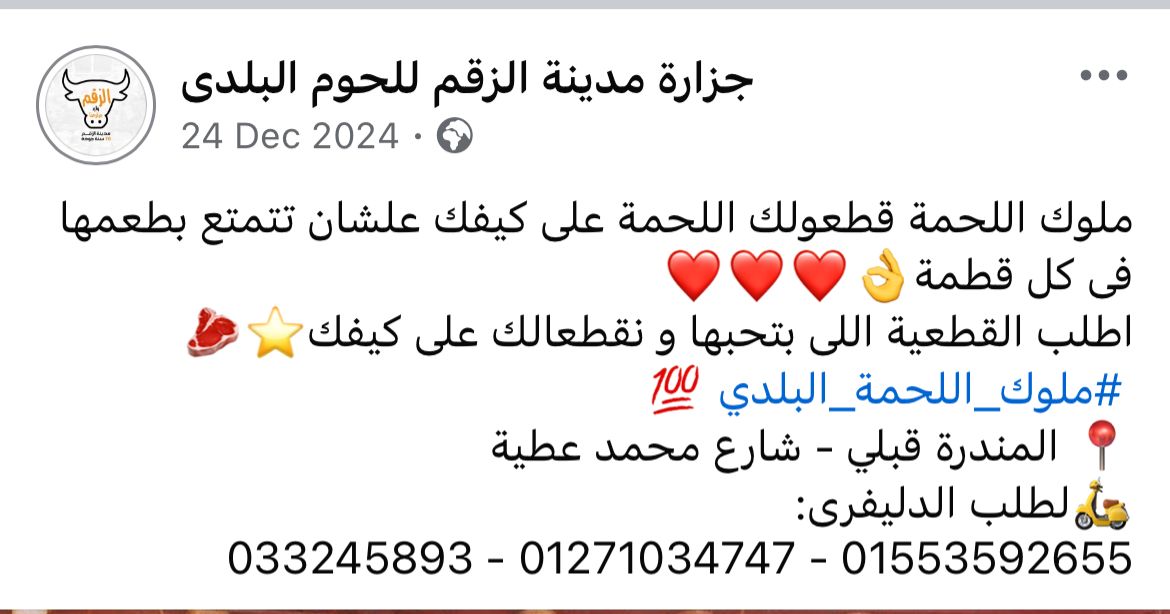 جزارة مدينة الزقم للحوم البلدى
24 Dec 2024 ·
ملوك اللحمة قطعولك اللحمة على كيفك علشان تتمتع بطعمها
فى كل قطمة👌❤️❤️❤️
اطلب القطعية اللى بتحبها و نقطعالك على كيفك⭐🥩
#ملوك_اللحمة_البلدي 💯
📍 المندرة قبلي - شارع محمد عطية
🛵لطلب الدليفرى:
01553592655 - 01271034747 - 033245893